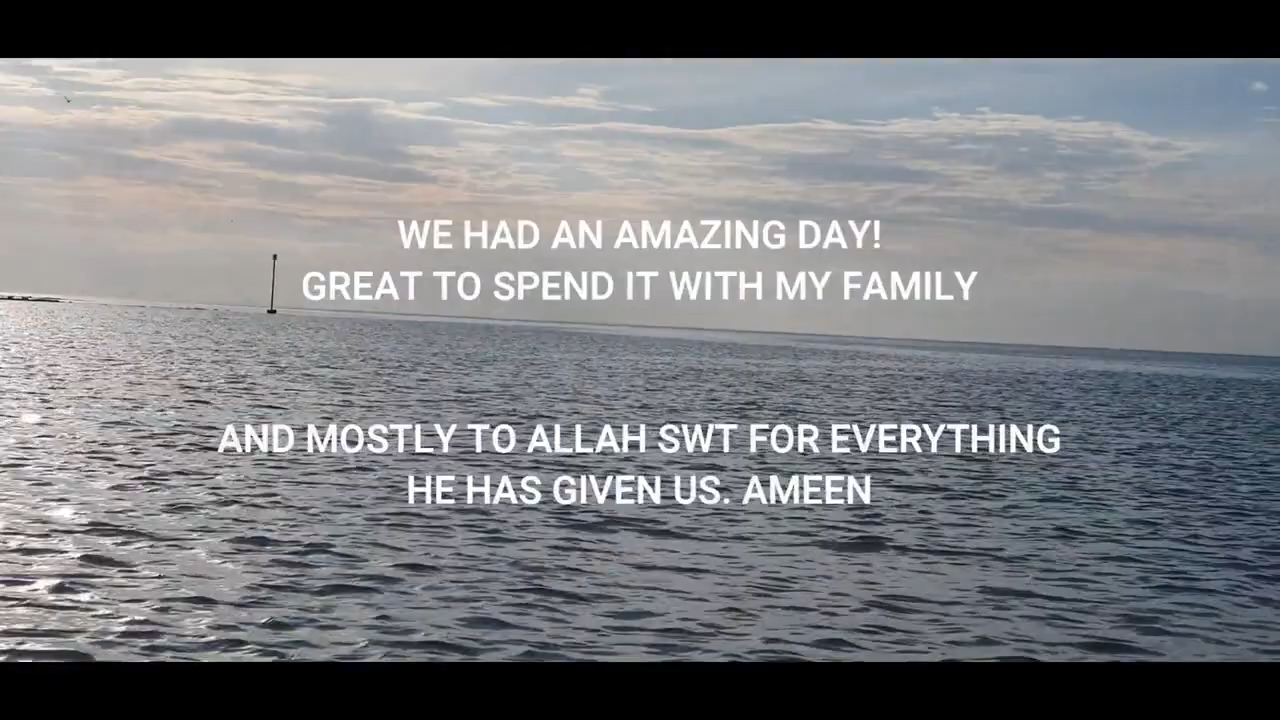 WE HAD AN AMAZING DAY!
GREAT TO SPEND IT WITH MY FAMILY
AND MOSTLY TO ALLAH SWT FOR EVERYTHING
HE HAS GIVEN US. AMEEN